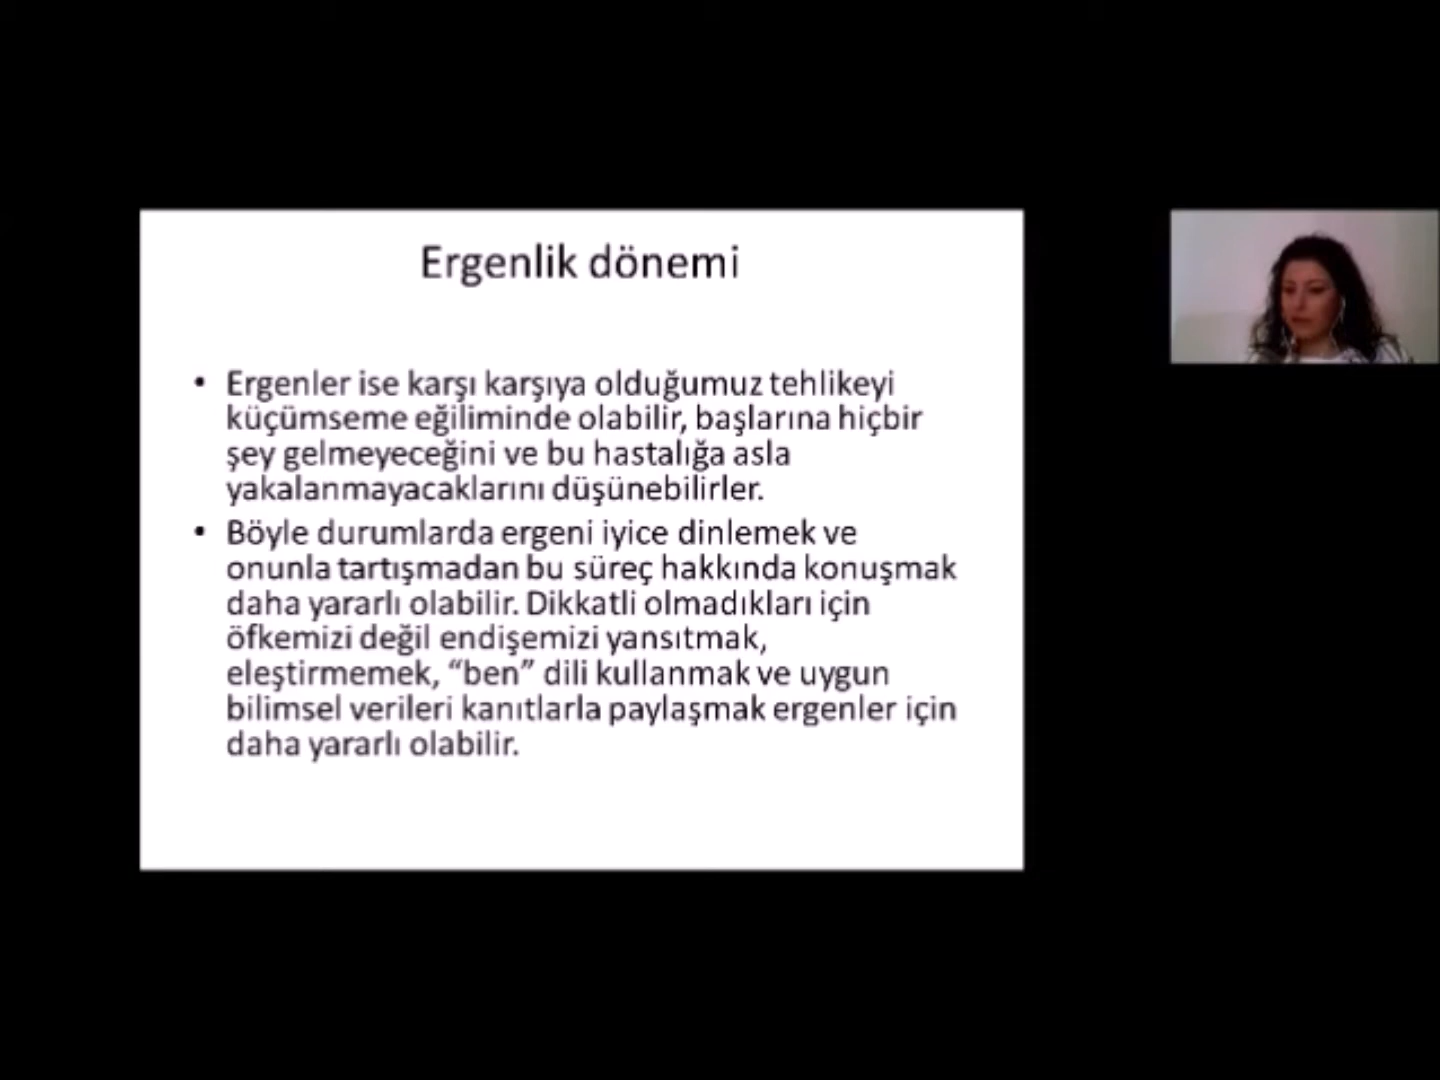 Ergenlik dönemi
• Ergenler ise karşı karşıya olduğumuz tehlikeyi
küçümseme eğiliminde olabilir, başlarına hiçbir
şey gelmeyeceğini ve bu hastalığa asla
yakalanmayacaklarını düşünebilirler.
• Böyle durumlarda ergeni iyice dinlemek ve
onunla tartışmadan bu süreç hakkında konuşmak
daha yararlı olabilir. Dikkatli olmadıkları için
öfkemizi değil endişemizi yansıtmak,
eleştirmemek, “ben” dili kullanmak ve uygun
bilimsel verileri kanıtlarla paylaşmak ergenler için
daha yararlı olabilir.